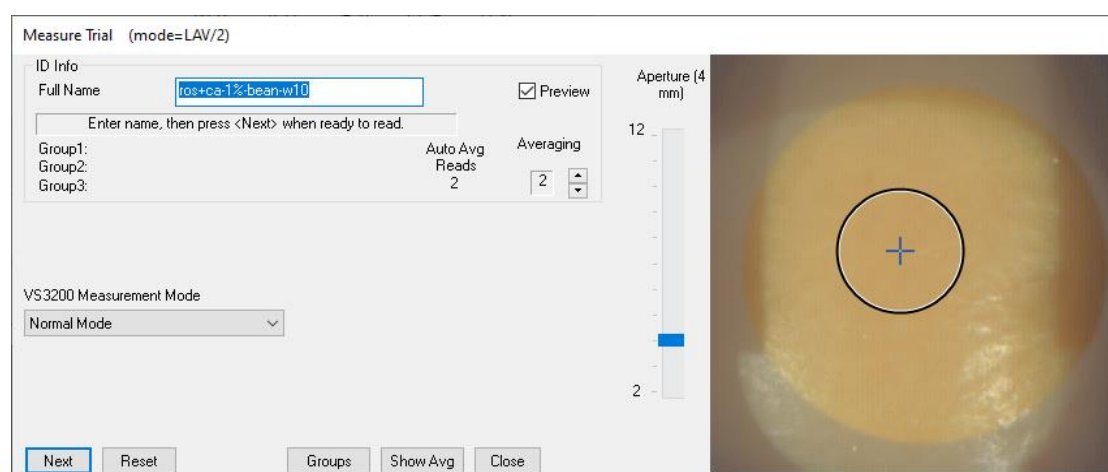 Measure Trial (mode=LAV/2)
ID Info
Full Name
ros+ca-1%-bean-w10
Preview
Enter name, then press <Next> when ready to read.
Group1:
Group2:
Group3:
Auto Avg
Reads
2
Averaging
2
VS3200 Measurement Mode
Normal Mode
Next
Reset
Groups
Show Avg
Close
Aperture (4
mm)
12
2